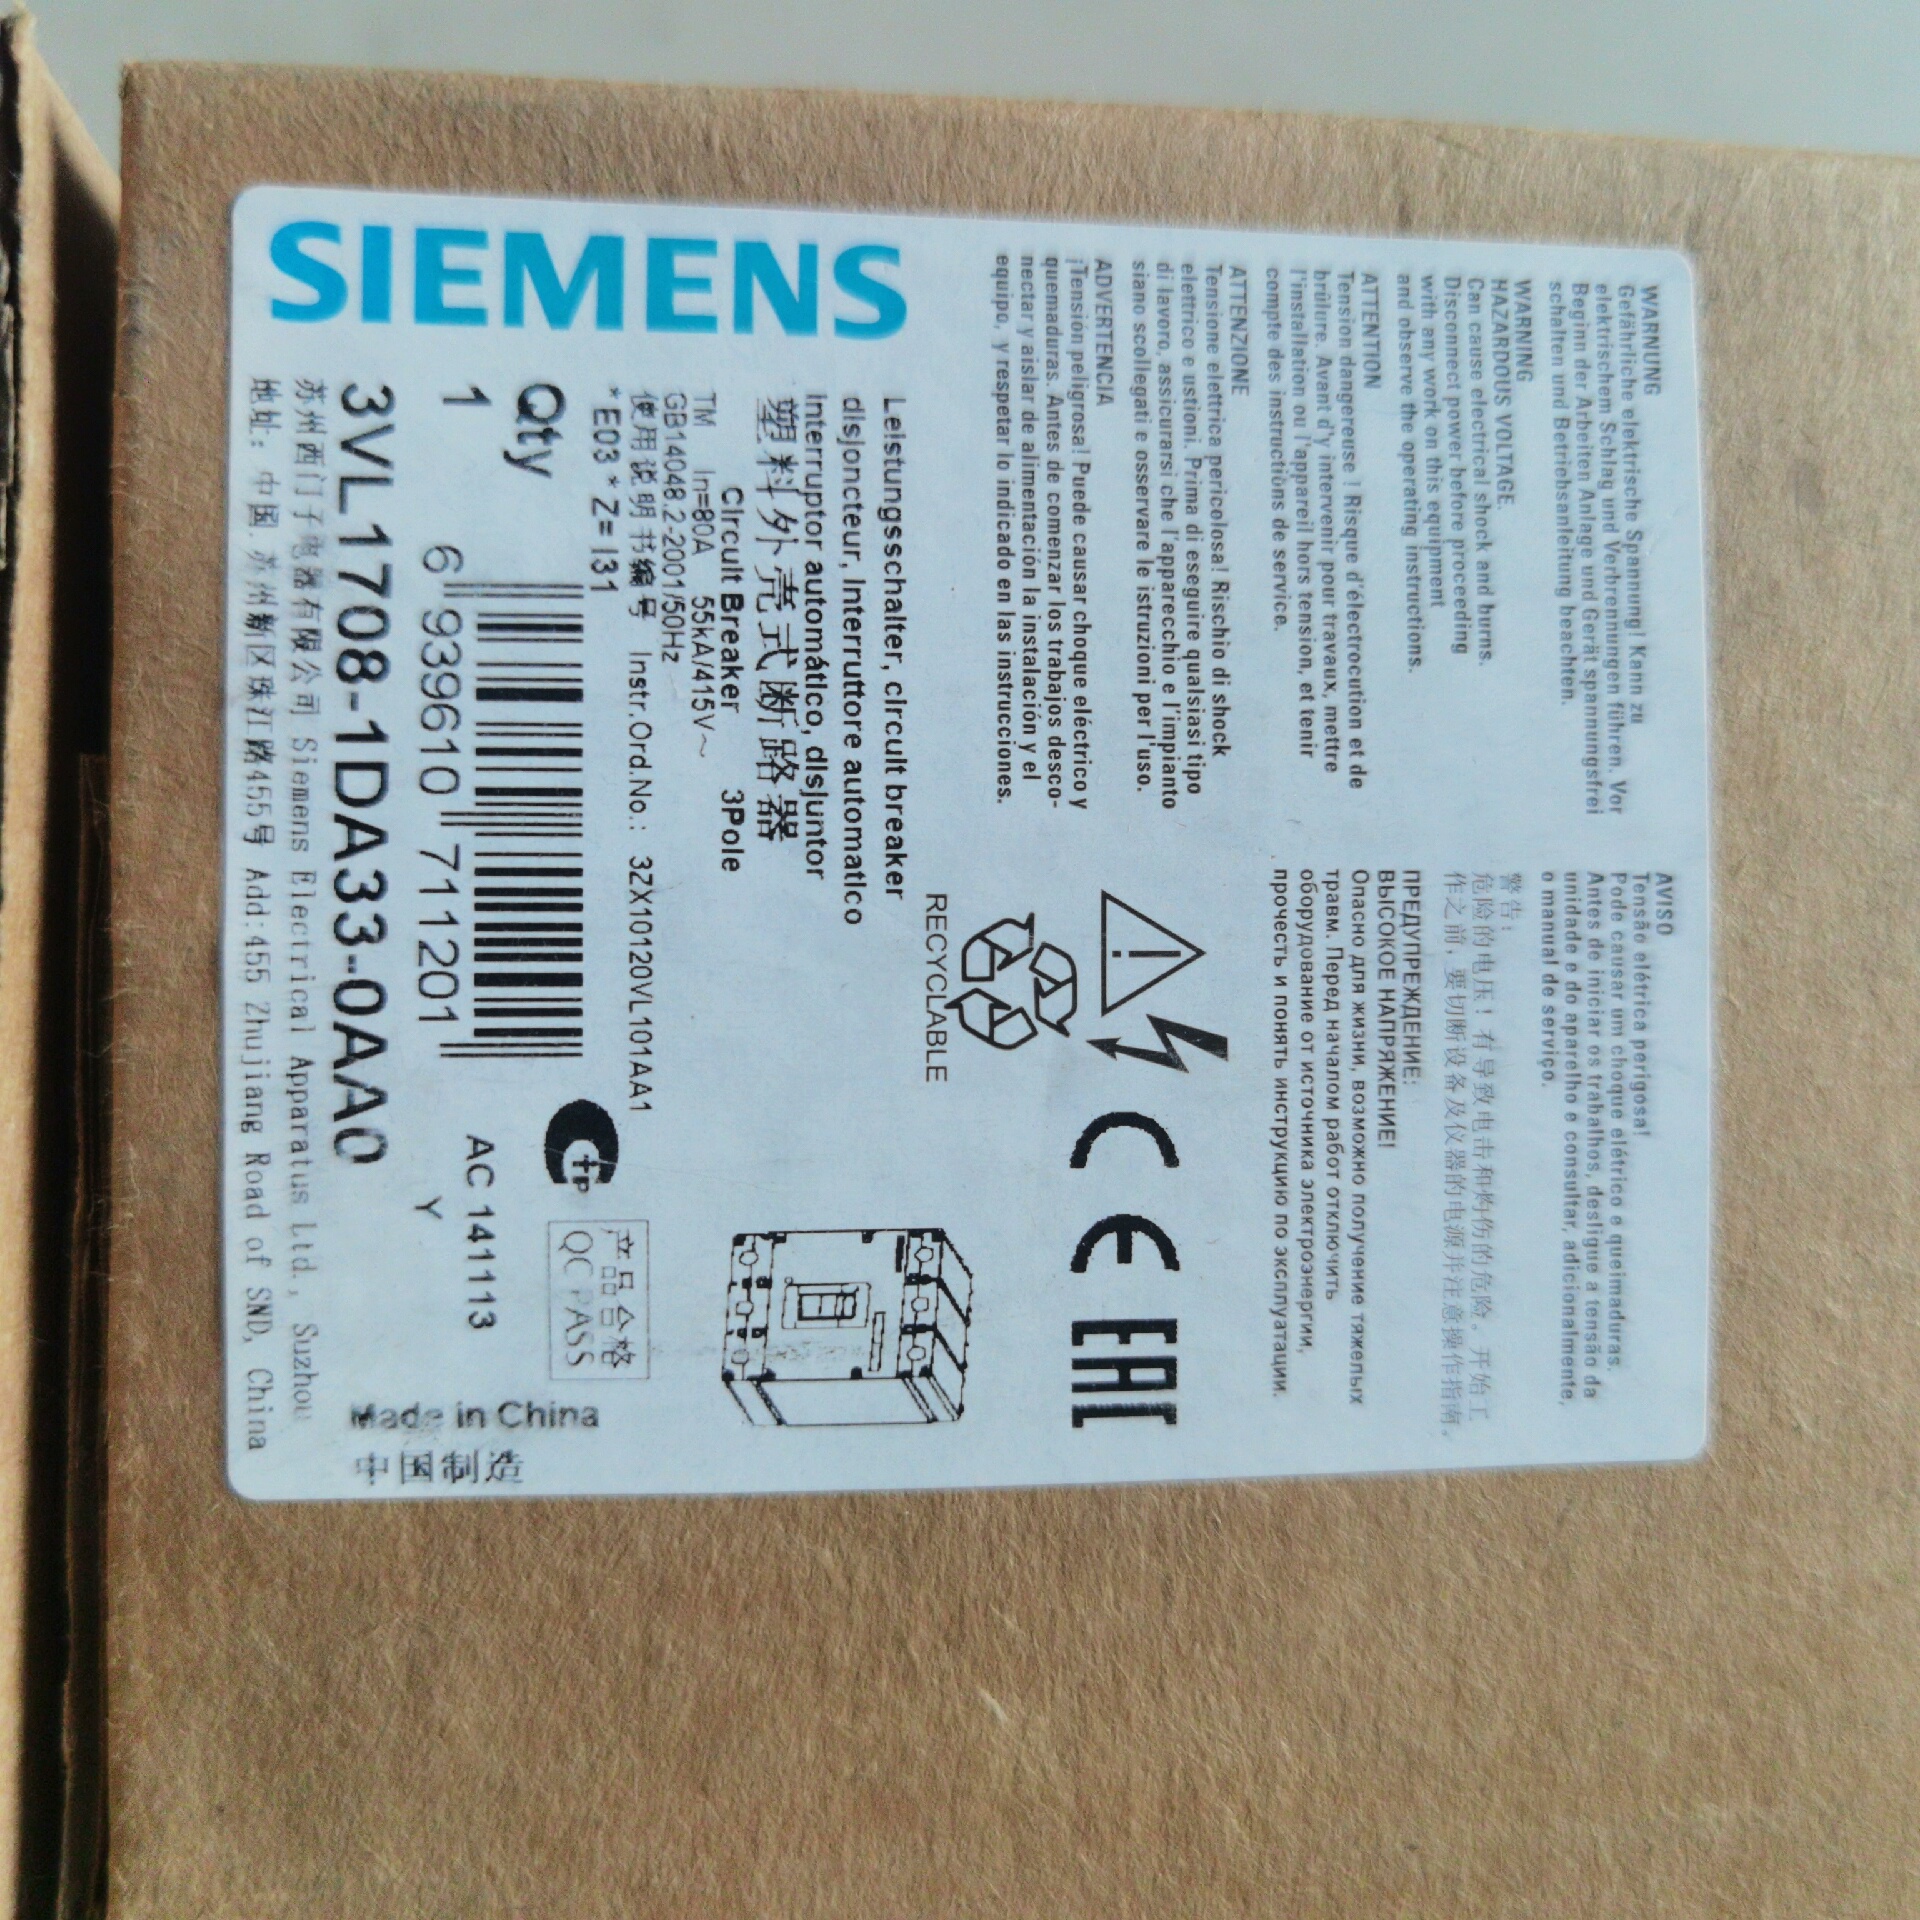 WARNUNG
Gefährliche elektrische Spannung! Kann zu
elektrischem Schlag und Verbrennungen führen. Vor
Beginn der Arbeiten Anlage und Gerät spannungsfrei
schalten und Betriebsanleitung beachten.
WARNING
HAZARDOUS VOLTAGE.
Can cause electrical shock and burns.
Disconnect power before proceeding
with any work on this equipment
and observe the operating instructions.
ATTENTION
Tension dangereuse ! Risque d'électrocution et de
brûlure. Avant d'y intervenir pour travaux, mettre
l'installation ou l'appareil hors tension, et tenir
compte des instructions de service.
ATTENZIONE
Tensione elettrica pericolosa! Rischio di shock
elettrico e ustioni. Prima di eseguire qualsiasi tipo
di lavoro, assicurarsi che l'apparecchio e l'impianto
siano scollegati e osservare le istruzioni per l'uso.
ADVERTENCIA
¡Tensión peligrosa! Puede causar choque eléctrico y
quemaduras. Antes de comenzar los trabajos desco-
nectar y aislar de alimentación la instalación y el
equipo, y respetar lo indicado en las instrucciones.
AVISO
Tensão elétrica perigosa!
Pode causar um choque elétrico e queimaduras.
Antes de iniciar os trabalhos, desligue a tensão da
unidade e do aparelho e consultar, adicionalmente,
o manual de serviço.
警告:
危险的电压！有导致电击和灼伤的危险。开始工
作之前，要切断设备及仪器的电源并注意操作指南。
ПРЕДУПРЕЖДЕНИЕ:
ВЫСОКОЕ НАПРЯЖЕНИЕ!
Опасно для жизни, возможно получение тяжелых
травм. Перед началом работ отключить
оборудование от источника электроэнергии,
прочесть и понять инструкцию по эксплуатации.
CE EAC
RECYCLABLE
SIEMENS
Leistungsschalter, circuit breaker
disjoncteur, Interruttore automatico
Interruptor automático, disjuntor
塑料外壳式断路器
Circuit Breaker 3Pole
TM In=80A 55kA/415V~
GB14048.2-2001/50Hz
使用说明书编号 Instr.Ord.No.: 3ZX10120VL101AA1
*E03*Z=I31
Qty
1
6 939610 711201
产品合格
QC PASS
AC 141113
Y
3VL1708-1DA33-0AA0
Made in China
中国制造
苏州西门子电器有限公司 Siemens Electrical Apparatus Ltd., Suzhou
地址: 中国.苏州新区珠江路455号 Add:455 Zhujiang Road of SND, China